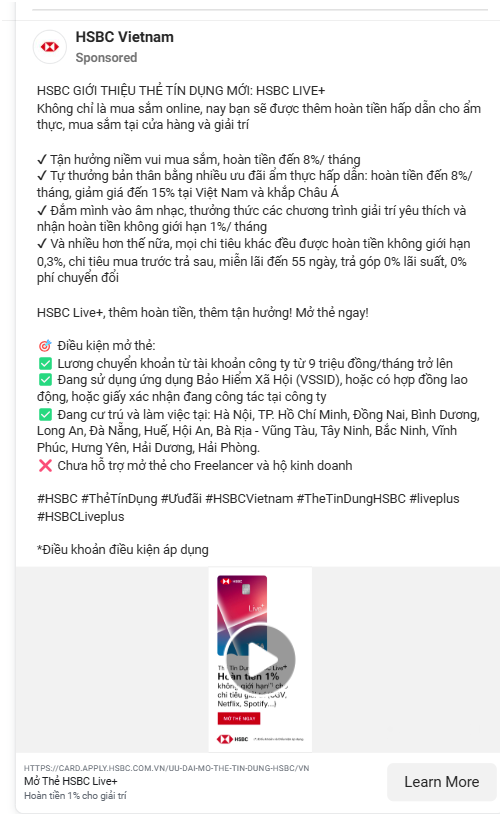 HSBC Vietnam
Sponsored
HSBC GIỚI THIỆU THẺ TÍN DỤNG MỚI: HSBC LIVE+
Không chỉ là mua sắm online, nay bạn sẽ được thêm hoàn tiền hấp dẫn cho ẩm
thực, mua sắm tại cửa hàng và giải trí
✓ Tận hưởng niềm vui mua sắm, hoàn tiền đến 8%/ tháng
✓ Tự thưởng bản thân bằng nhiều ưu đãi ẩm thực hấp dẫn: hoàn tiền đến 8%/
tháng, giảm giá đến 15% tại Việt Nam và khắp Châu Á
✓ Đắm mình vào âm nhạc, thưởng thức các chương trình giải trí yêu thích và
nhận hoàn tiền không giới hạn 1%/ tháng
✓ Và nhiều hơn thế nữa, mọi chi tiêu khác đều được hoàn tiền không giới hạn
0,3%, chi tiêu mua trước trả sau, miễn lãi đến 55 ngày, trả góp 0% lãi suất, 0%
phí chuyển đổi
HSBC Live+, thêm hoàn tiền, thêm tận hưởng! Mở thẻ ngay!
🎯 Điều kiện mở thẻ:
✅ Lương chuyển khoản từ tài khoản công ty từ 9 triệu đồng/tháng trở lên
✅ Đang sử dụng ứng dụng Bảo Hiểm Xã Hội (VSSID), hoặc có hợp đồng lao
động, hoặc giấy xác nhận đang công tác tại công ty
✅ Đang cư trú và làm việc tại: Hà Nội, TP. Hồ Chí Minh, Đồng Nai, Bình Dương,
Long An, Đà Nẵng, Huế, Hội An, Bà Rịa - Vũng Tàu, Tây Ninh, Bắc Ninh, Vĩnh
Phúc, Hưng Yên, Hải Dương, Hải Phòng.
❌ Chưa hỗ trợ mở thẻ cho Freelancer và hộ kinh doanh
#HSBC #ThẻTínDụng #Ưuđãi #HSBCVietnam #TheTinDungHSBC #liveplus
#HSBCLiveplus
*Điều khoản điều kiện áp dụng
HSBC
Live+
Thẻ Tín Dụng Live+
Hoàn tiền 1%
không giới hạn cho
chi tiêu giải trí
Netflix, Spotify...)
MỞ THẺ NGAY
HSBC
HTTPS://CARD.APPLY.HSBC.COM.VN/UU-DAI-MO-THE-TIN-DUNG-HSBC/VN
Mở Thẻ HSBC Live+
Hoàn tiền 1% cho giải trí
Learn More